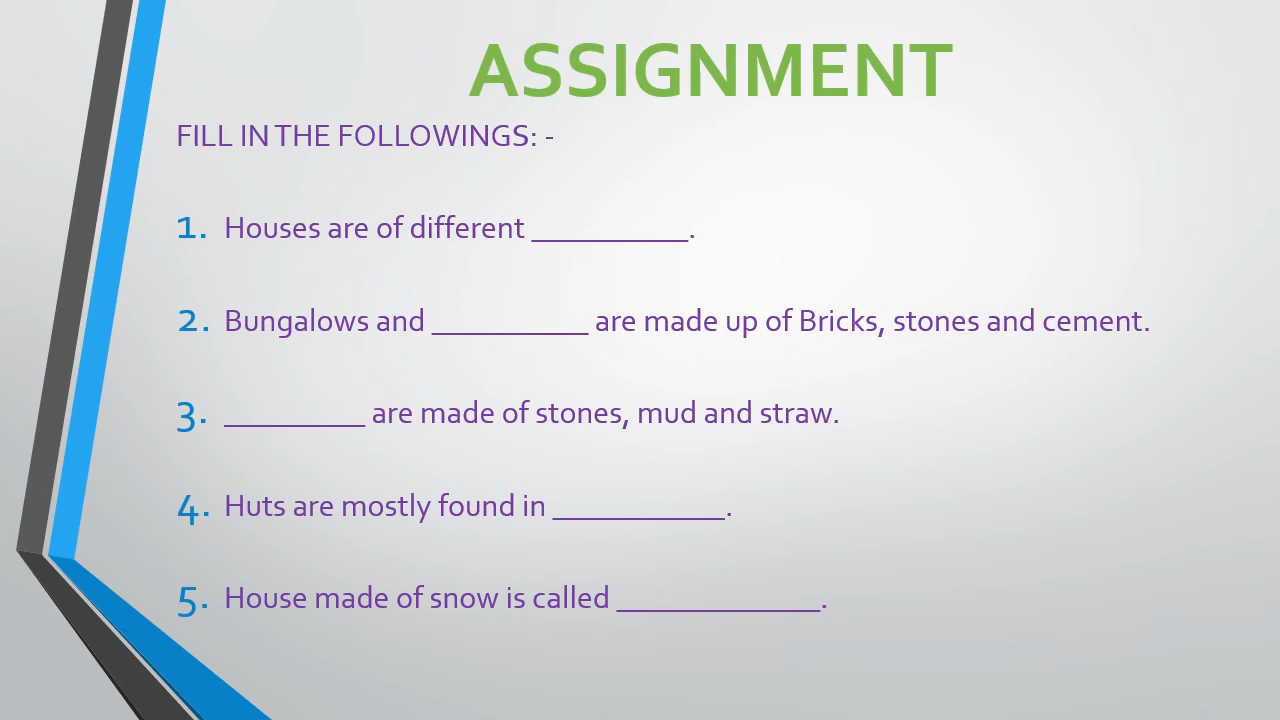 ASSIGNMENT
FILL IN THE FOLLOWINGS: -
1. Houses are of different __________.
2. Bungalows and __________ are made up of Bricks, stones and cement.
3. _________ are made of stones, mud and straw.
4. Huts are mostly found in ___________.
5. House made of snow is called _____________.